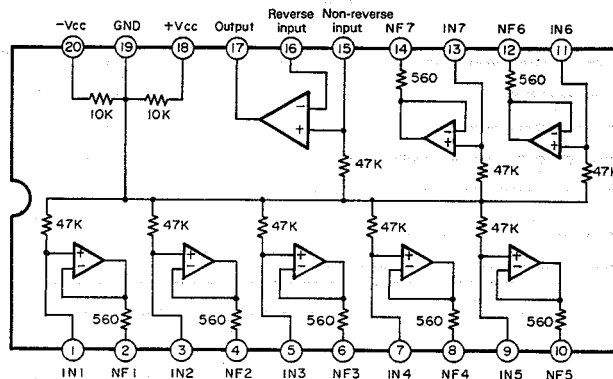 -Vcc GND +Vcc Output Reverse input Non-reverse input NF7 IN7 NF6 IN6
20 19 18 17 16 15 14 13 12 11
10K 10K 560 560
47K 47K 47K
47K 47K 47K 47K 47K
560 560 560 560 560
1 2 3 4 5 6 7 8 9 10
IN1 NF1 IN2 NF2 IN3 NF3 IN4 NF4 IN5 NF5